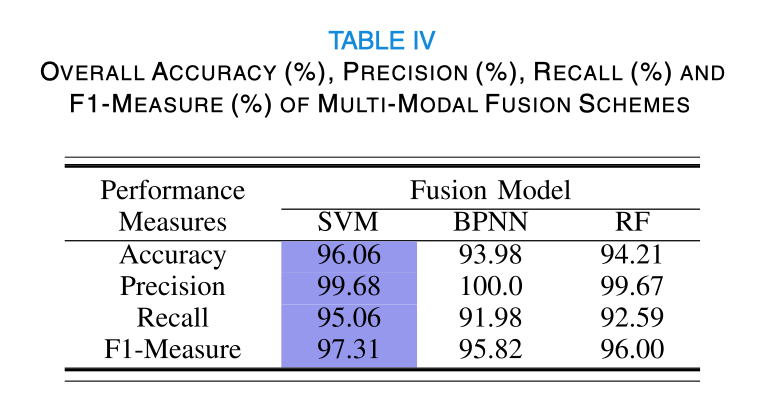 TABLE IV
OVERALL ACCURACY (%), PRECISION (%), RECALL (%) AND
F1-MEASURE (%) OF MULTI-MODAL FUSION SCHEMES
Performance Fusion Model
Measures SVM BPNN RF
Accuracy 96.06 93.98 94.21
Precision 99.68 100.0 99.67
Recall 95.06 91.98 92.59
F1-Measure 97.31 95.82 96.00